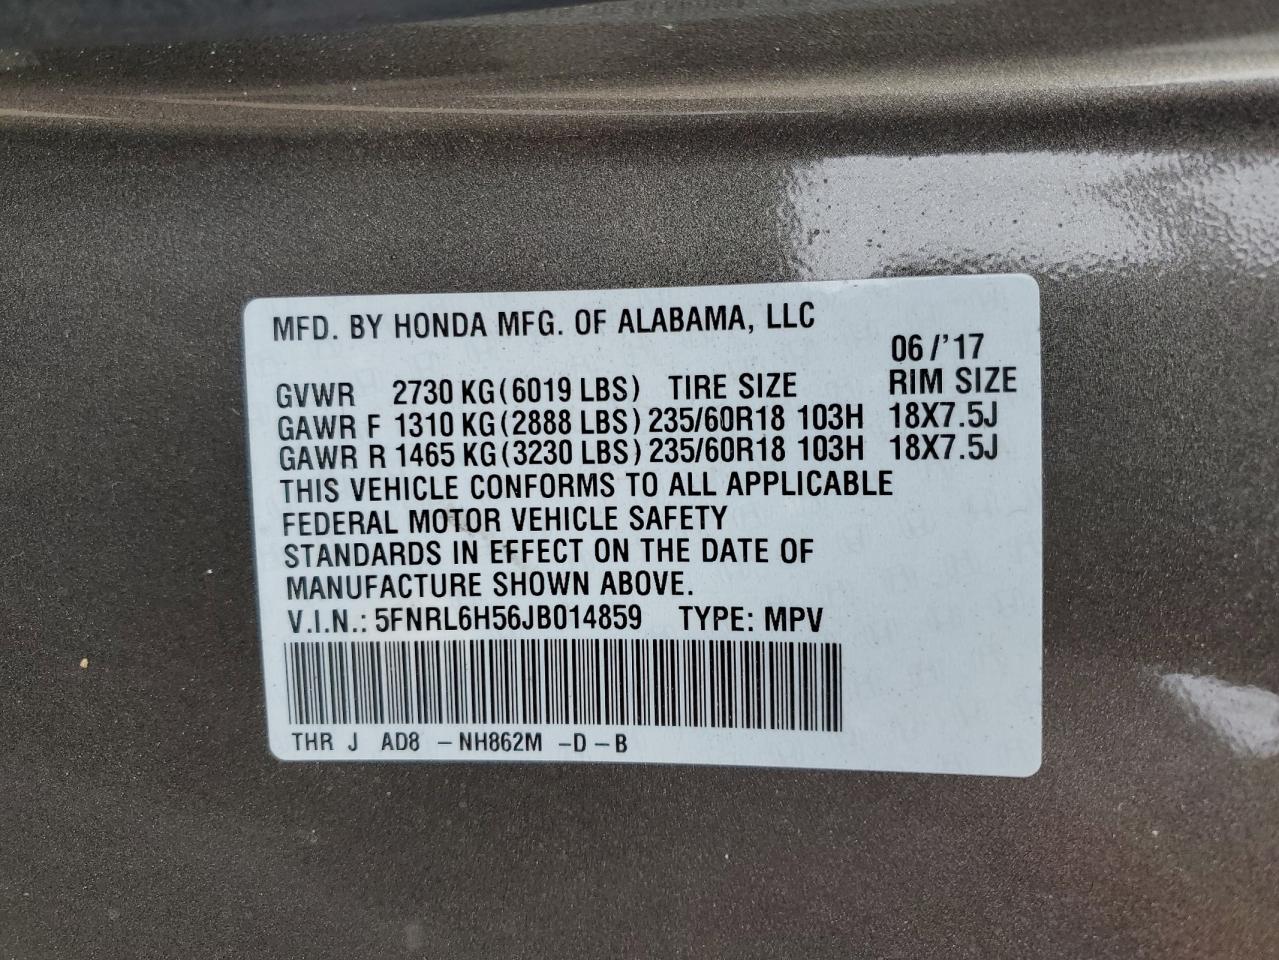 MFD. BY HONDA MFG. OF ALABAMA, LLC
06/'17
GVWR 2730 KG(6019 LBS) TIRE SIZE RIM SIZE
GAWR F 1310 KG(2888 LBS) 235/60R18 103H 18X7.5J
GAWR R 1465 KG(3230 LBS) 235/60R18 103H 18X7.5J
THIS VEHICLE CONFORMS TO ALL APPLICABLE
FEDERAL MOTOR VEHICLE SAFETY
STANDARDS IN EFFECT ON THE DATE OF
MANUFACTURE SHOWN ABOVE.
V.I.N.: 5FNRL6H56JB014859 TYPE: MPV
THR J AD8 - NH862M - D - B